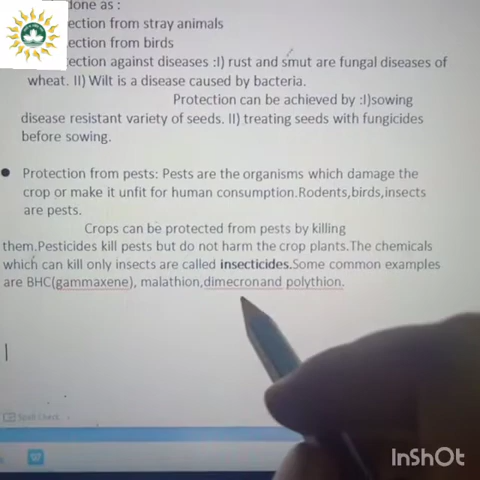 done as :
ection from stray animals
ection from birds
ection against diseases :I) rust and smut are fungal diseases of
wheat. II) Wilt is a disease caused by bacteria.
Protection can be achieved by :I)sowing
disease resistant variety of seeds. II) treating seeds with fungicides
before sowing.
Protection from pests: Pests are the organisms which damage the
crop or make it unfit for human consumption.Rodents,birds,insects
are pests.
Crops can be protected from pests by killing
them.Pesticides kill pests but do not harm the crop plants.The chemicals
which can kill only insects are called insecticides.Some common examples
are BHC(gammaxene), malathion,dimecronand polythion.
Spell Check
InShOt